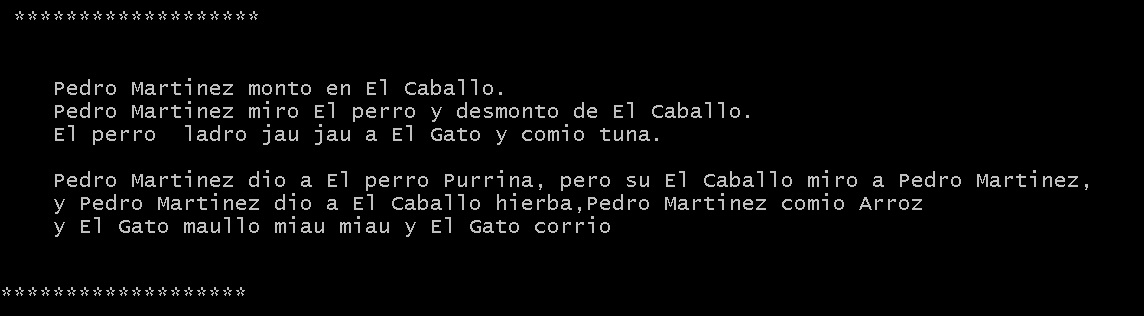 *******************
Pedro Martinez monto en El Caballo.
Pedro Martinez miro El perro y desmonto de El Caballo.
El perro  ladro jau jau a El Gato y comio tuna.
Pedro Martinez dio a El perro Purrina, pero su El Caballo miro a Pedro Martinez,
y Pedro Martinez dio a El Caballo hierba,Pedro Martinez comio Arroz
y El Gato maullo miau miau y El Gato corrio
*******************